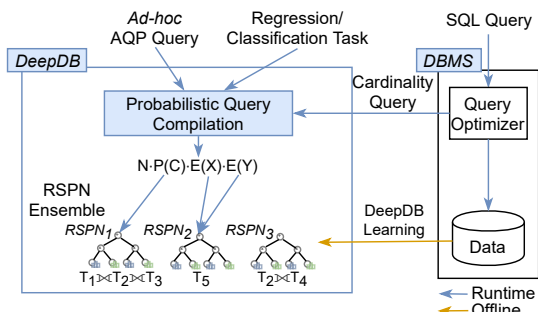 Ad-hoc
AQP Query
Regression/
Classification Task
SQL Query
DeepDB
DBMS
Cardinality
Query
Probabilistic Query
Compilation
Query
Optimizer
N·P(C)·E(X)·E(Y)
RSPN
Ensemble
RSPN1
RSPN2
RSPN3
DeepDB
Learning
Data
T1⋈T2⋈T3
T5
T2⋈T4
Runtime
Offline